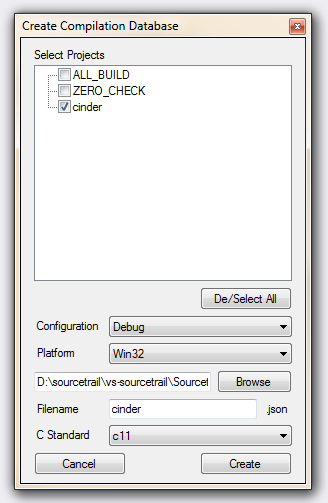 Create Compilation Database
Select Projects
ALL_BUILD
ZERO_CHECK
cinder
De/Select All
Configuration Debug
Platform Win32
D:\sourcetrail\vs-sourcetrail\Sourcet Browse
Filename cinder .json
C Standard c11
Cancel Create